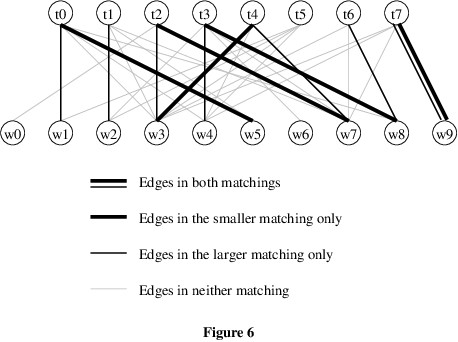 t0 t1 t2 t3 t4 t5 t6 t7
w0 w1 w2 w3 w4 w5 w6 w7 w8 w9
Edges in both matchings
Edges in the smaller matching only
Edges in the larger matching only
Edges in neither matching
Figure 6